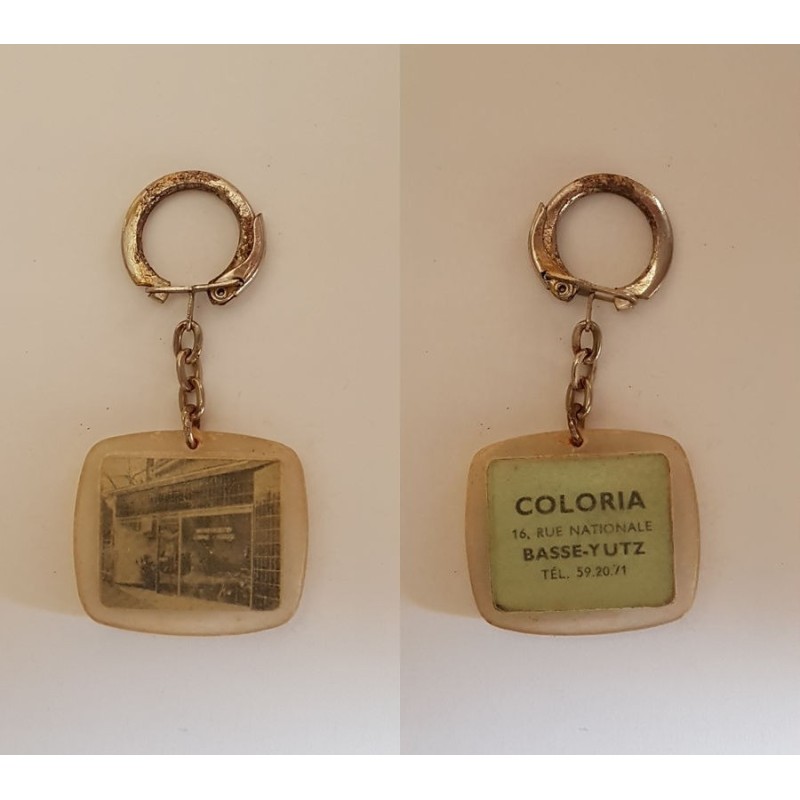 COLORIA
16, RUE NATIONALE
BASSE-YUTZ
TÉL. 59.20.71